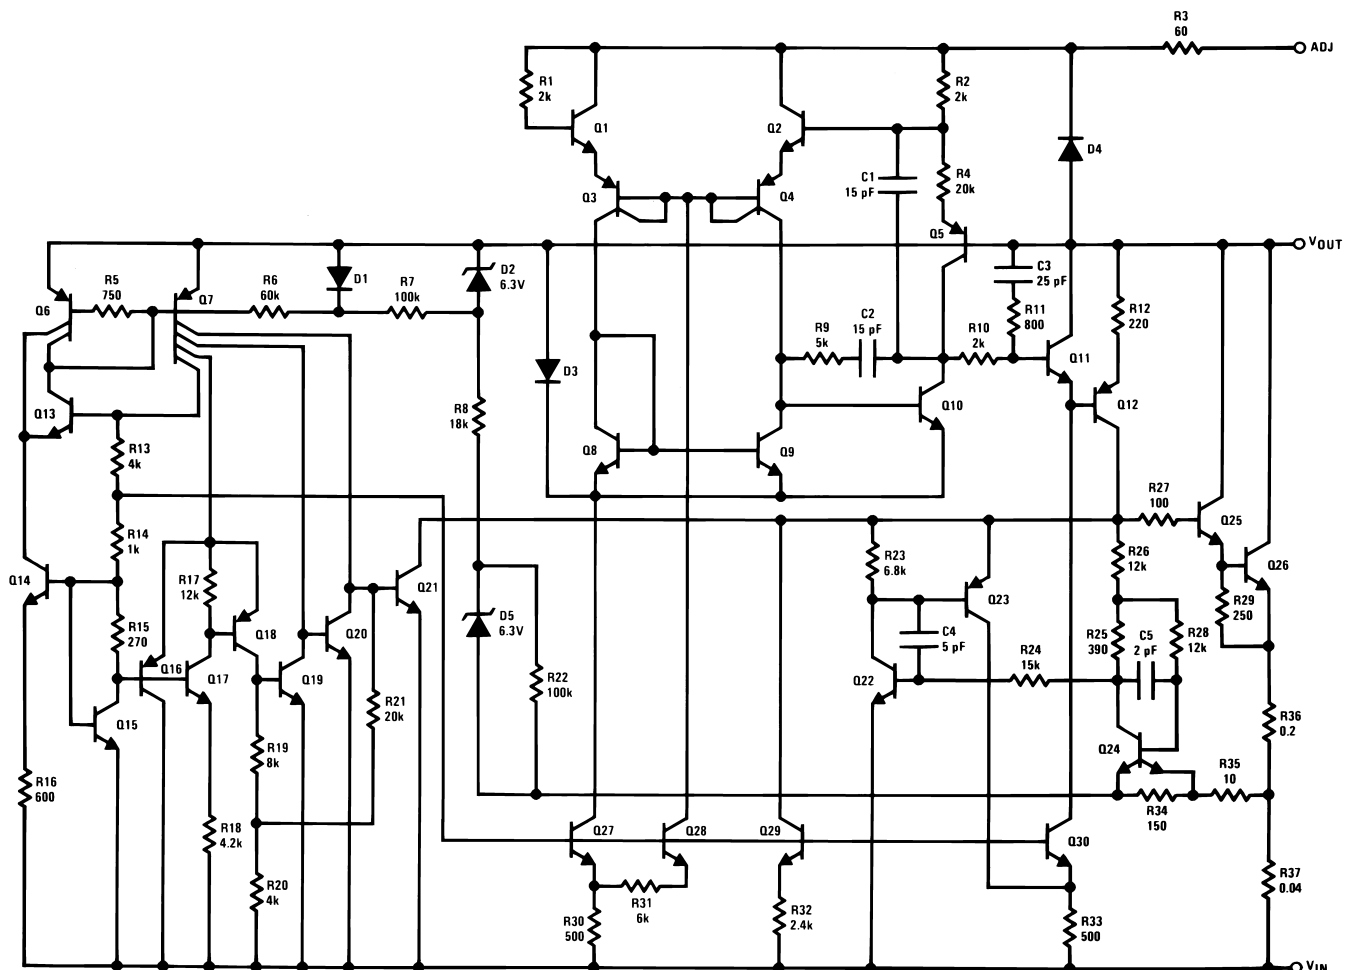 R3
60
ADJ
R1
2k
Q1
Q2
R2
2k
D4
C1
15 pF
R4
20k
Q3
Q4
Q5
VOUT
R5
750
Q6
Q7
R6
60k
D1
R7
100k
D2
6.3V
C3
25 pF
R11
800
R12
220
R9
5k
C2
15 pF
R10
2k
Q11
D3
Q12
Q13
R8
18k
Q10
R13
4k
Q8
Q9
R27
100
Q25
R14
1k
R23
6.8k
R26
12k
Q26
Q14
R17
12k
Q21
Q23
R29
250
R15
270
Q18
Q20
D5
6.3V
C4
5 pF
R25
390
C5
2 pF
R28
12k
Q16
Q17
Q19
R22
100k
Q22
R24
15k
Q15
R21
20k
R36
0.2
R19
8k
Q24
R35
10
R16
600
R34
150
R18
4.2k
Q27
Q28
Q29
Q30
R20
4k
R31
6k
R37
0.04
R30
500
R32
2.4k
R33
500
VIN